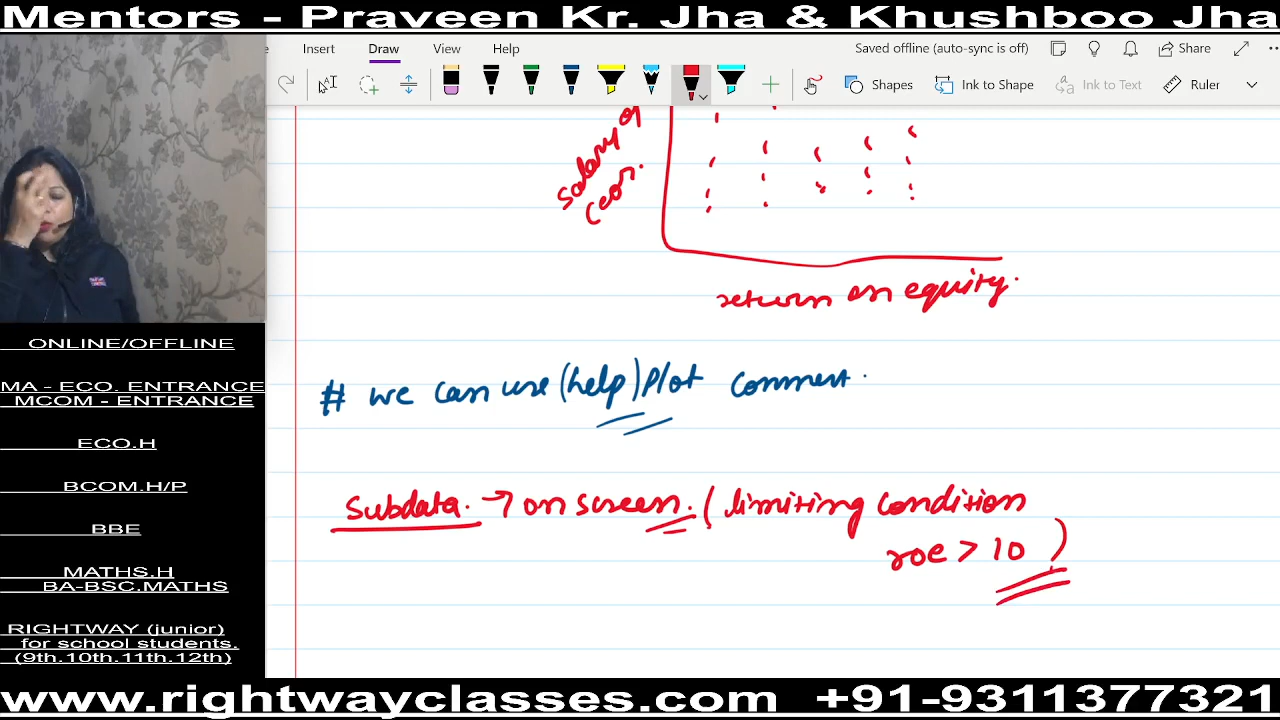 Mentors - Praveen Kr. Jha & Khushboo Jha
Insert Draw View Help
Saved offline (auto-sync is off)
Share
Shapes
Ink to Shape
Ink to Text
Ruler
salary of
ceos.
return on equity.
# we can use (help) plot comment.
Subdata. → on screen. (limiting condition
roe > 10 )
ONLINE/OFFLINE
MA - ECO. ENTRANCE
MCOM - ENTRANCE
ECO.H
BCOM.H/P
BBE
MATHS.H
BA-BSC.MATHS
RIGHTWAY (junior)
for school students.
(9th.10th.11th.12th)
www.rightwayclasses.com +91-9311377321